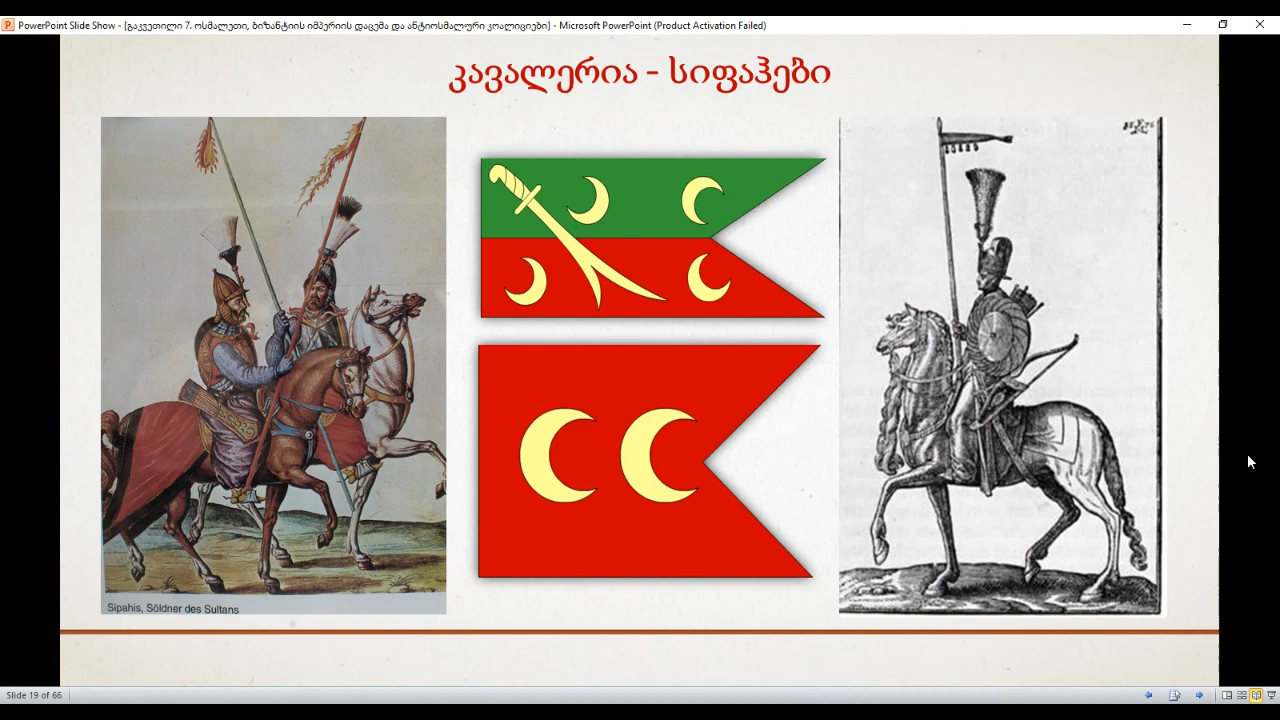 PowerPoint Slide Show - [გაკვეთილი 7. ოსმალეთი, ბიზანტიის იმპერიის დაცემა და ანტიოსმალური კოალიციები] - Microsoft PowerPoint (Product Activation Failed)
კავალერია - სიფაჰები
Sipahis, Söldner des Sultans
Slide 19 of 66